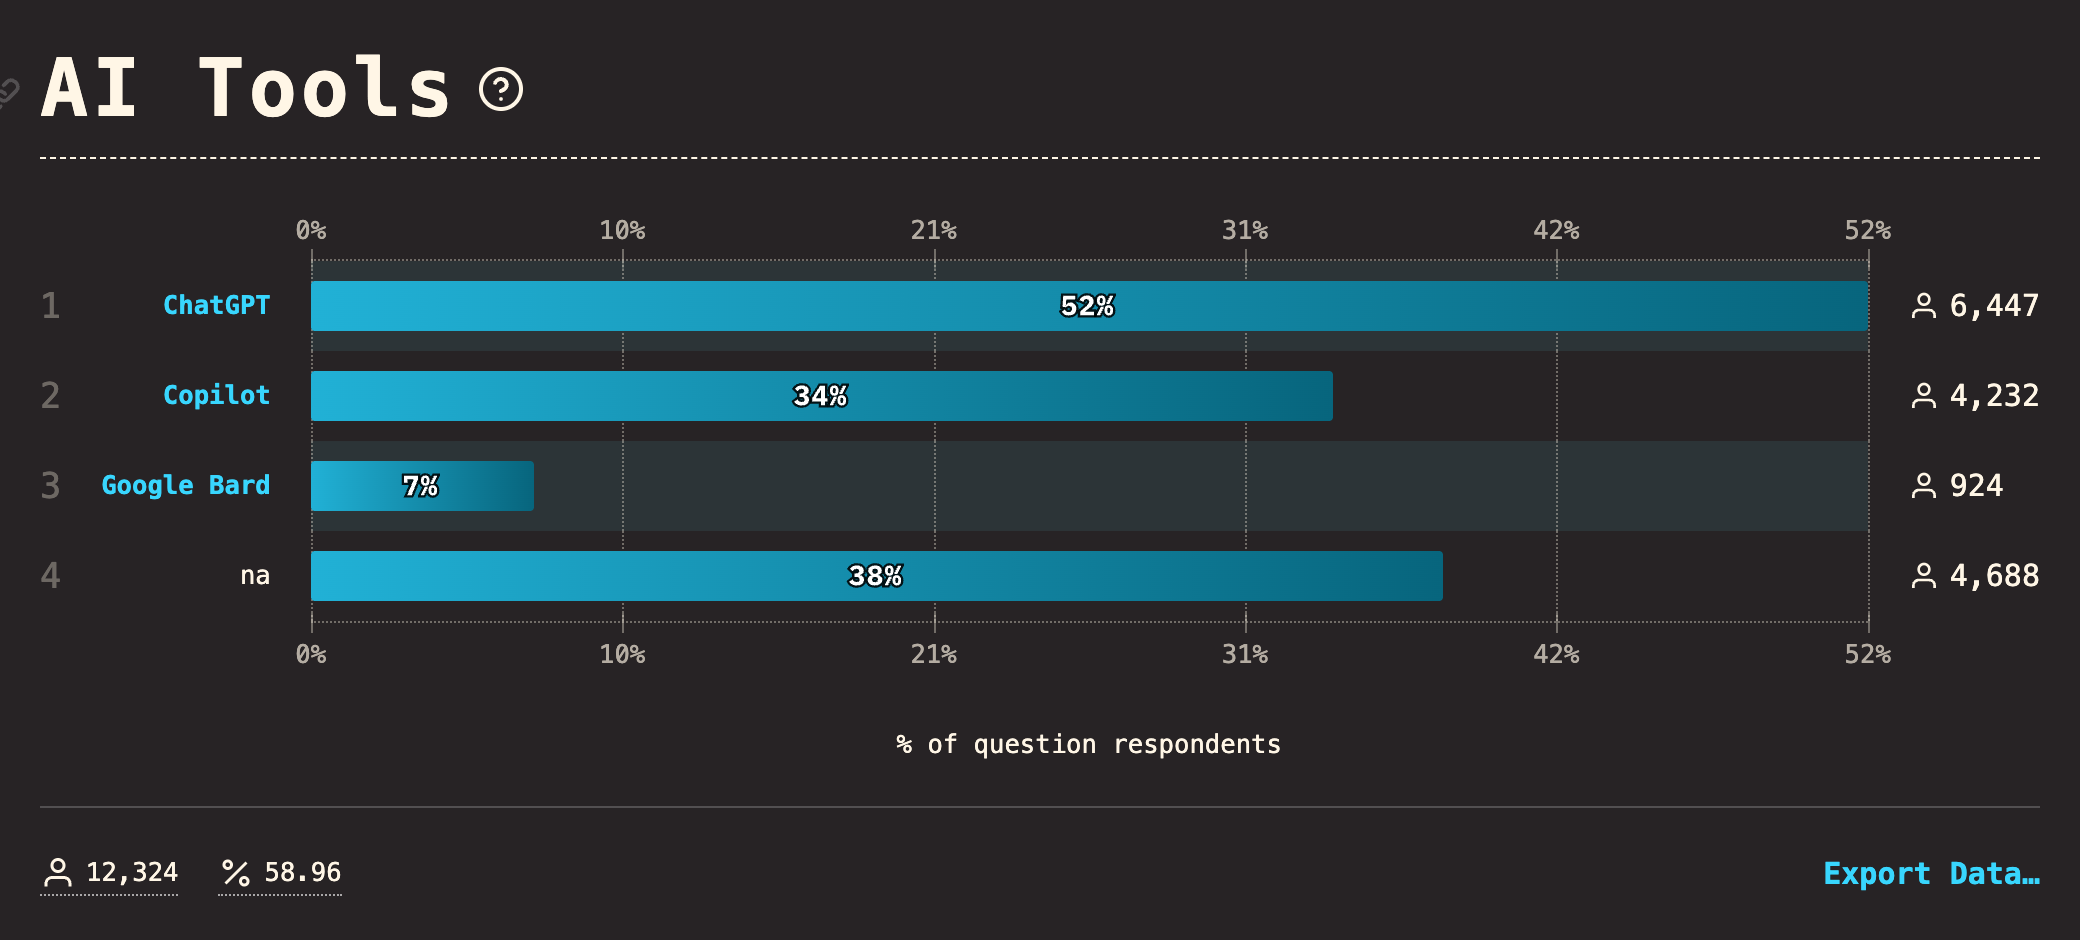 AI Tools
0% 10% 21% 31% 42% 52%
1 ChatGPT 52% 6,447
2 Copilot 34% 4,232
3 Google Bard 7% 924
4 na 38% 4,688
0% 10% 21% 31% 42% 52%
% of question respondents
12,324 % 58.96 Export Data…